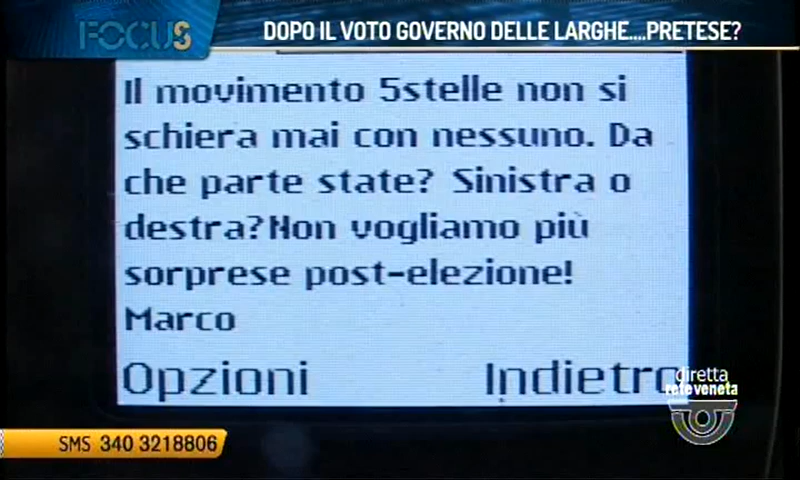 FOCUS
DOPO IL VOTO GOVERNO DELLE LARGHE....PRETESE?
Il movimento 5stelle non si
schiera mai con nessuno. Da
che parte state? Sinistra o
destra?Non vogliamo più
sorprese post-elezione!
Marco
Opzioni Indietro
diretta
reteveneta
SMS 340 3218806